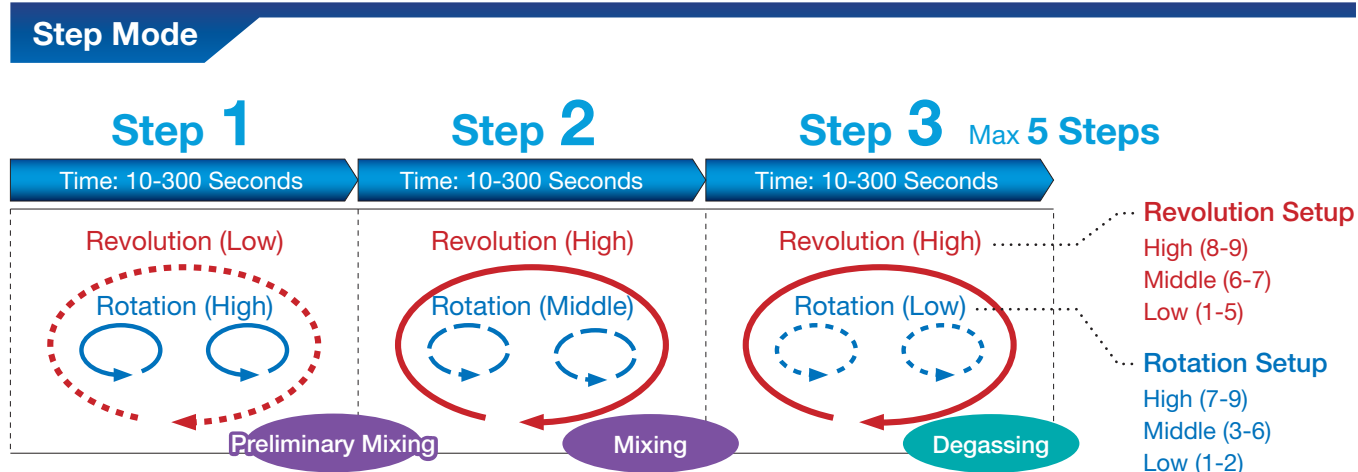 Step Mode
Step 1
Step 2
Step 3 Max 5 Steps
Time: 10-300 Seconds
Time: 10-300 Seconds
Time: 10-300 Seconds
Revolution (Low)
Rotation (High)
Preliminary Mixing
Revolution (High)
Rotation (Middle)
Mixing
Revolution (High)
Rotation (Low)
Degassing
Revolution Setup
High (8-9)
Middle (6-7)
Low (1-5)
Rotation Setup
High (7-9)
Middle (3-6)
Low (1-2)